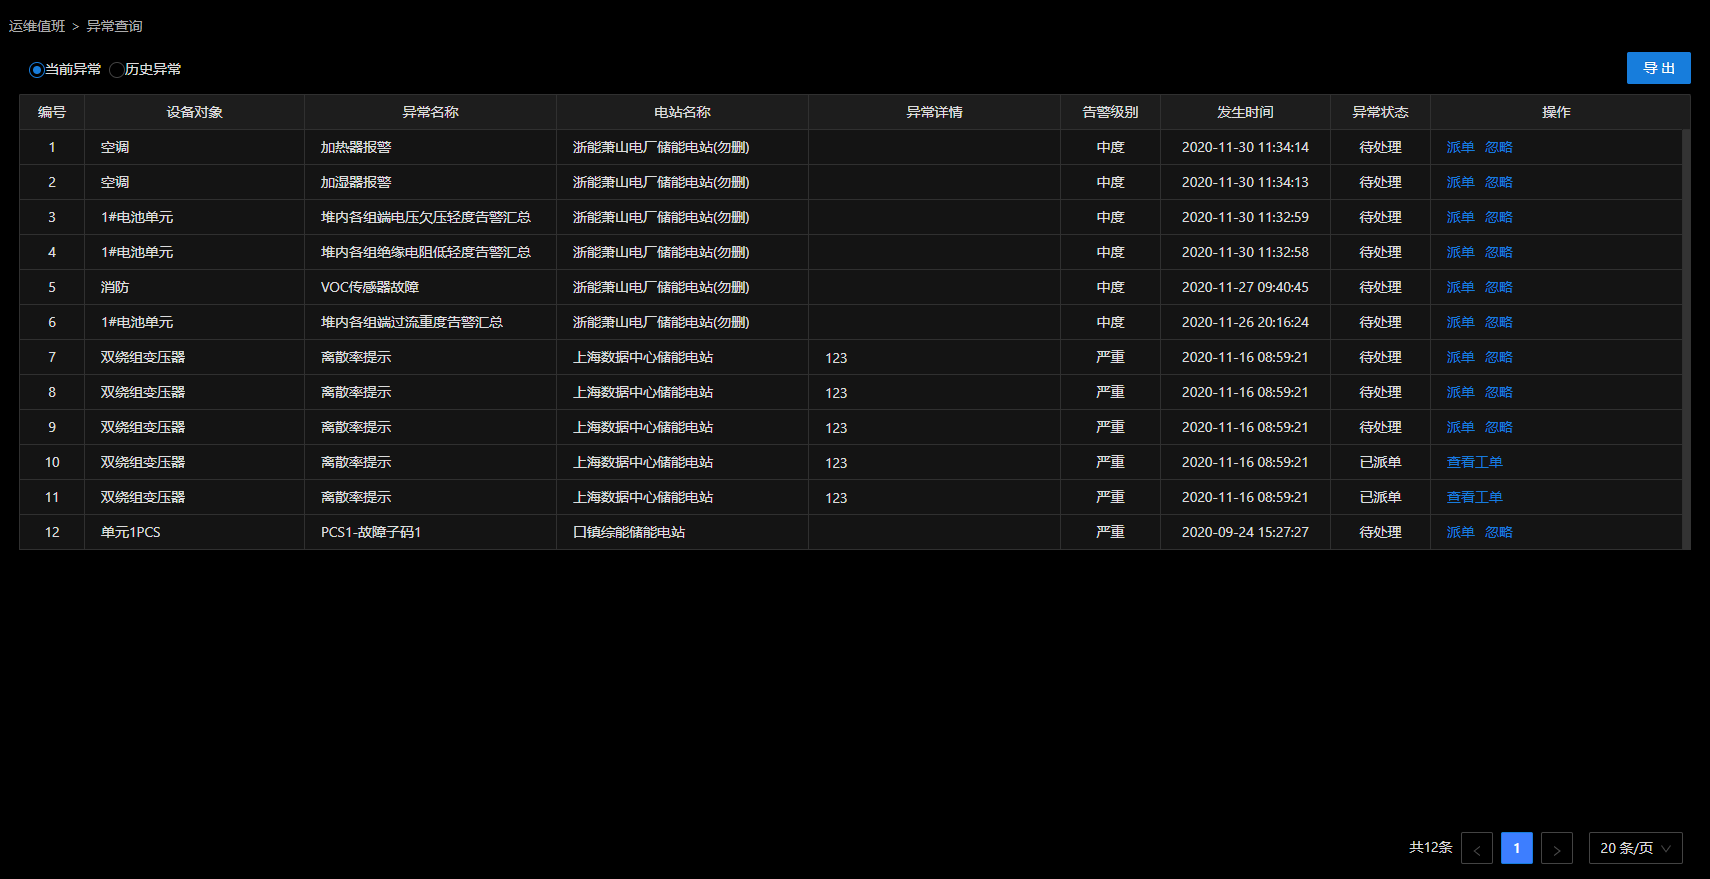 运维值班 > 异常查询
当前异常 历史异常 导 出
编号 设备对象 异常名称 电站名称 异常详情 告警级别 发生时间 异常状态 操作
1 空调 加热器报警 浙能萧山电厂储能电站(勿删) 中度 2020-11-30 11:34:14 待处理 派单 忽略
2 空调 加湿器报警 浙能萧山电厂储能电站(勿删) 中度 2020-11-30 11:34:13 待处理 派单 忽略
3 1#电池单元 堆内各组端电压欠压轻度告警汇总 浙能萧山电厂储能电站(勿删) 中度 2020-11-30 11:32:59 待处理 派单 忽略
4 1#电池单元 堆内各组绝缘电阻低轻度告警汇总 浙能萧山电厂储能电站(勿删) 中度 2020-11-30 11:32:58 待处理 派单 忽略
5 消防 VOC传感器故障 浙能萧山电厂储能电站(勿删) 中度 2020-11-27 09:40:45 待处理 派单 忽略
6 1#电池单元 堆内各组端过流重度告警汇总 浙能萧山电厂储能电站(勿删) 中度 2020-11-26 20:16:24 待处理 派单 忽略
7 双绕组变压器 离散率提示 上海数据中心储能电站 123 严重 2020-11-16 08:59:21 待处理 派单 忽略
8 双绕组变压器 离散率提示 上海数据中心储能电站 123 严重 2020-11-16 08:59:21 待处理 派单 忽略
9 双绕组变压器 离散率提示 上海数据中心储能电站 123 严重 2020-11-16 08:59:21 待处理 派单 忽略
10 双绕组变压器 离散率提示 上海数据中心储能电站 123 严重 2020-11-16 08:59:21 已派单 查看工单
11 双绕组变压器 离散率提示 上海数据中心储能电站 123 严重 2020-11-16 08:59:21 已派单 查看工单
12 单元1PCS PCS1-故障子码1 口镇综能储能电站 严重 2020-09-24 15:27:27 待处理 派单 忽略
共12条 < 1 > 20 条/页